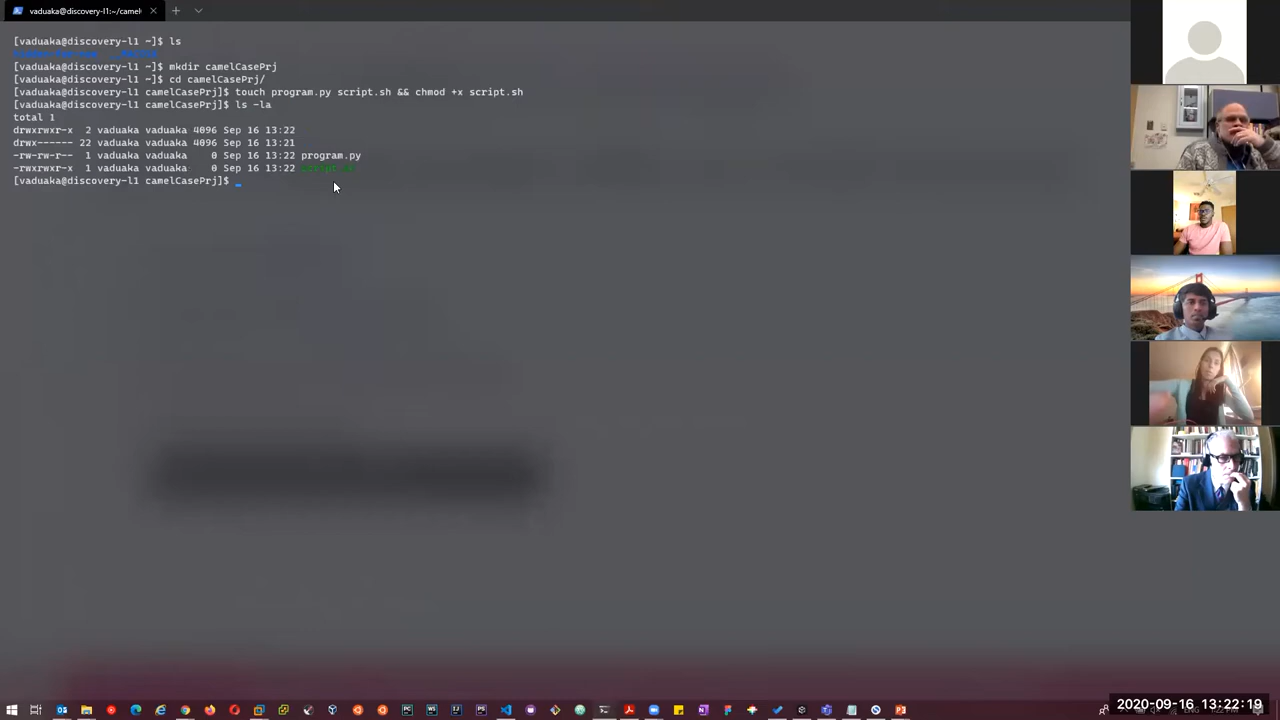 vaduaka@discovery-l1:~/camel
[vaduaka@discovery-l1 ~]$ ls
[vaduaka@discovery-l1 ~]$ mkdir camelCasePrj
[vaduaka@discovery-l1 ~]$ cd camelCasePrj/
[vaduaka@discovery-l1 camelCasePrj]$ touch program.py script.sh && chmod +x script.sh
[vaduaka@discovery-l1 camelCasePrj]$ ls -la
total 1
drwxrwxr-x 2 vaduaka vaduaka 4096 Sep 16 13:22
drwx------ 22 vaduaka vaduaka 4096 Sep 16 13:21
-rw-rw-r-- 1 vaduaka vaduaka 0 Sep 16 13:22 program.py
-rwxrwxr-x 1 vaduaka vaduaka 0 Sep 16 13:22 script.sh
[vaduaka@discovery-l1 camelCasePrj]$
2020-09-16 13:22:19